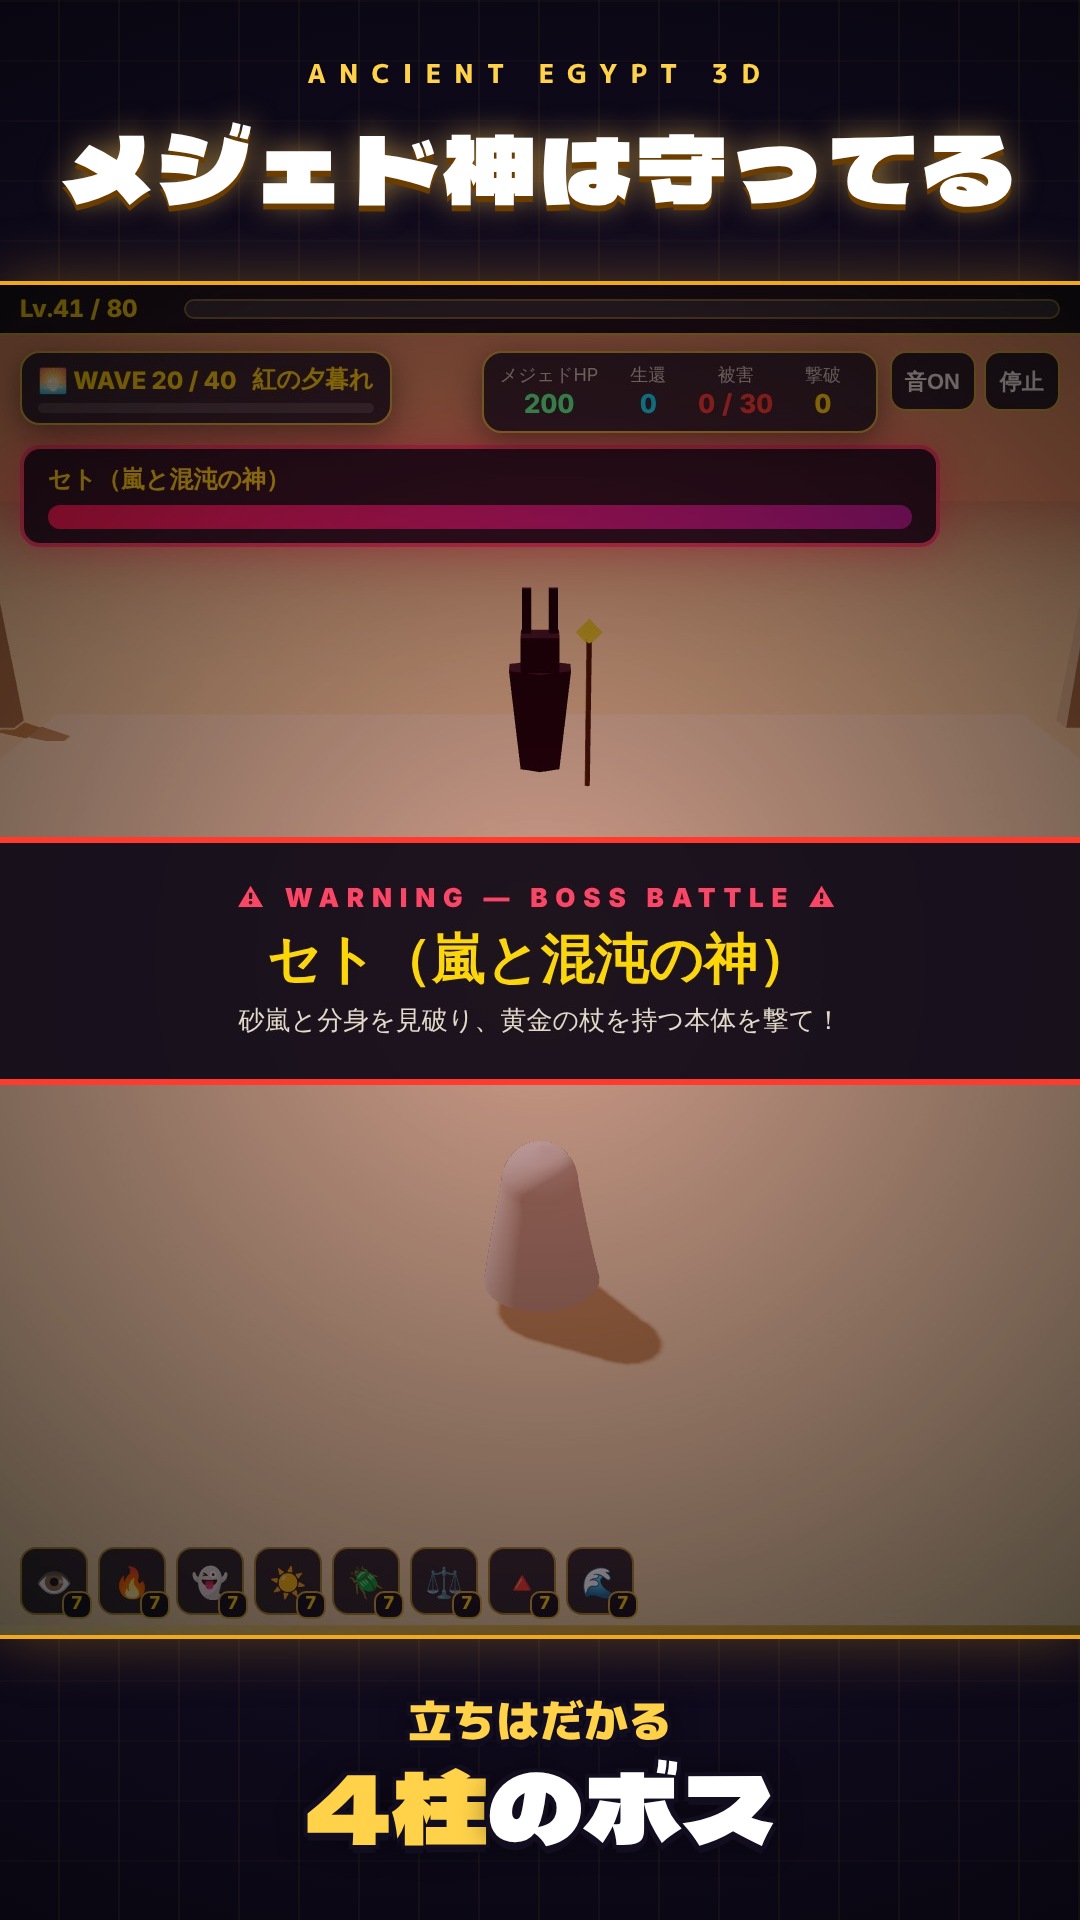 ANCIENT EGYPT 3D
メジェド神は守ってる
Lv.41 / 80
WAVE 20 / 40 紅の夕暮れ
メジェドHP 生還 被害 撃破
200 0 0 / 30 0
音ON 停止
セト（嵐と混沌の神）
⚠ WARNING — BOSS BATTLE ⚠
セト（嵐と混沌の神）
砂嵐と分身を見破り、黄金の杖を持つ本体を撃て！
7 7 7 7 7 7 7 7
立ちはだかる
4柱のボス